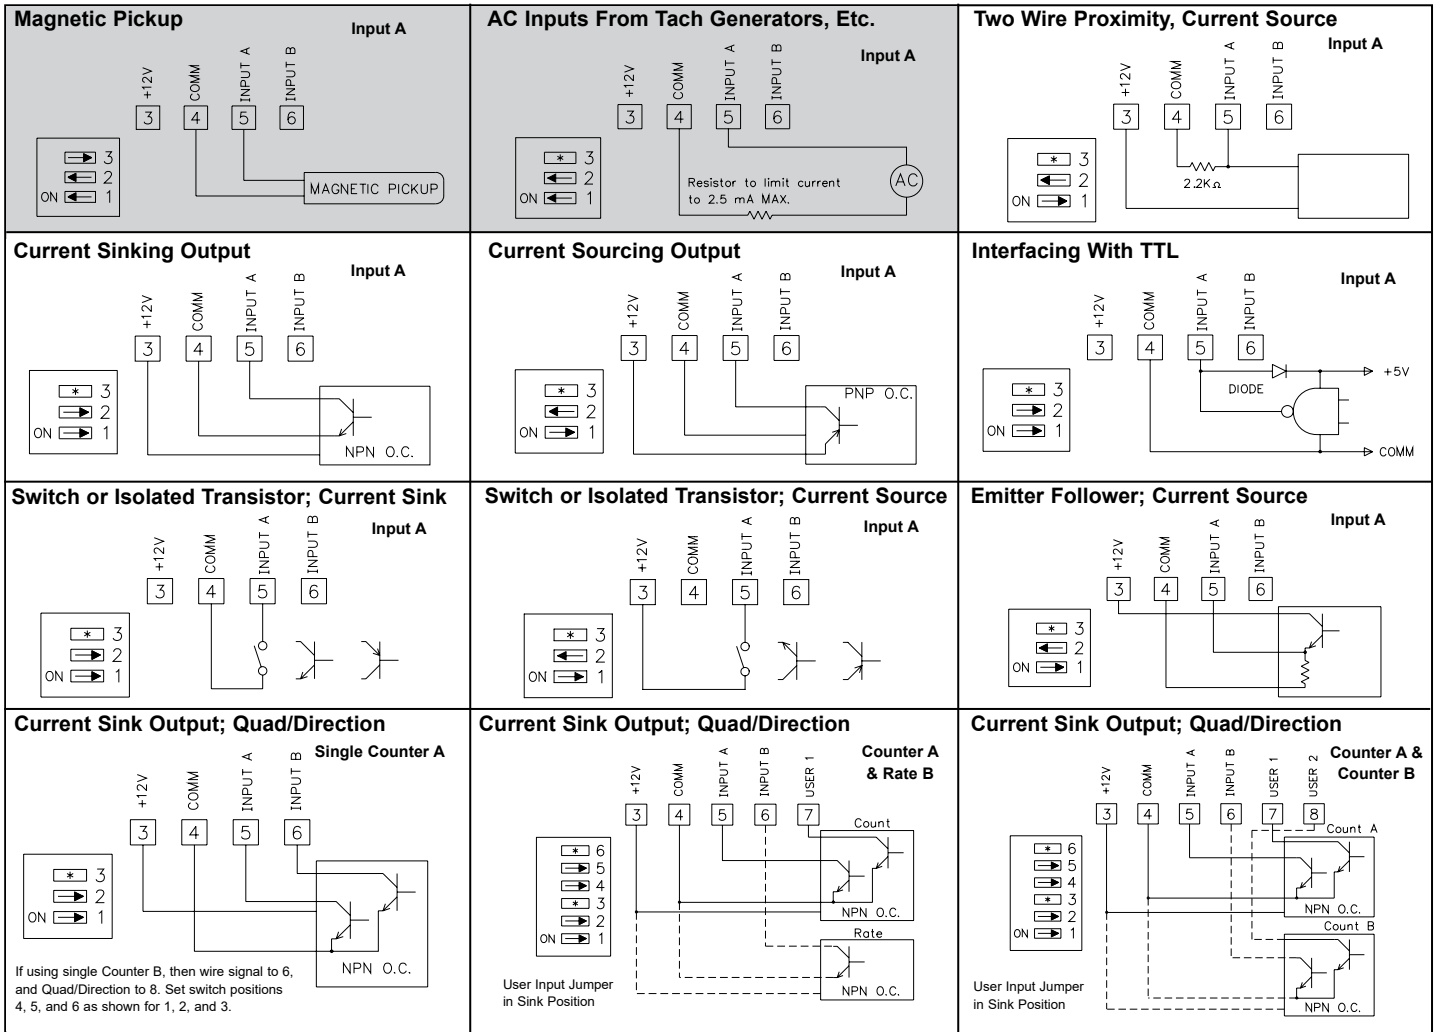 Magnetic Pickup
Input A
+12V
COMM
INPUT A
INPUT B
3
4
5
6
3
2
ON 1
MAGNETIC PICKUP
AC Inputs From Tach Generators, Etc.
Input A
+12V
COMM
INPUT A
INPUT B
3
4
5
6
* 3
2
ON 1
Resistor to limit current
to 2.5 mA MAX.
AC
Two Wire Proximity, Current Source
Input A
+12V
COMM
INPUT A
INPUT B
3
4
5
6
* 3
2
ON 1
2.2KΩ
Current Sinking Output
Input A
+12V
COMM
INPUT A
INPUT B
3
4
5
6
* 3
2
ON 1
NPN O.C.
Current Sourcing Output
Input A
+12V
COMM
INPUT A
INPUT B
3
4
5
6
* 3
2
ON 1
PNP O.C.
Interfacing With TTL
Input A
+12V
COMM
INPUT A
INPUT B
3
4
5
6
* 3
2
ON 1
DIODE
+5V
COMM
Switch or Isolated Transistor; Current Sink
Input A
+12V
COMM
INPUT A
INPUT B
3
4
5
6
* 3
2
ON 1
Switch or Isolated Transistor; Current Source
Input A
+12V
COMM
INPUT A
INPUT B
3
4
5
6
* 3
2
ON 1
Emitter Follower; Current Source
Input A
+12V
COMM
INPUT A
INPUT B
3
4
5
6
* 3
2
ON 1
Current Sink Output; Quad/Direction
Single Counter A
+12V
COMM
INPUT A
INPUT B
3
4
5
6
* 3
2
ON 1
NPN O.C.
If using single Counter B, then wire signal to 6,
and Quad/Direction to 8. Set switch positions
4, 5, and 6 as shown for 1, 2, and 3.
Current Sink Output; Quad/Direction
Counter A
& Rate B
+12V
COMM
INPUT A
INPUT B
USER 1
3
4
5
6
7
Count
* 6
5
4
* 3
2
ON 1
NPN O.C.
Rate
NPN O.C.
User Input Jumper
in Sink Position
Current Sink Output; Quad/Direction
Counter A &
Counter B
+12V
COMM
INPUT A
INPUT B
USER 1
USER 2
3
4
5
6
7
8
Count A
* 6
5
4
* 3
2
ON 1
NPN O.C.
Count B
NPN O.C.
User Input Jumper
in Sink Position